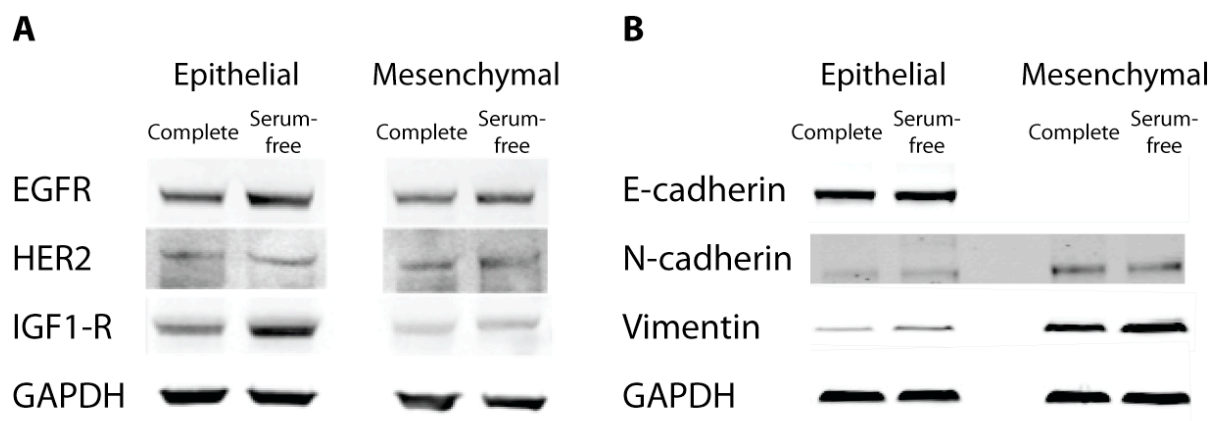 A
Epithelial Mesenchymal
Complete Serum-free Complete Serum-free
EGFR
HER2
IGF1-R
GAPDH
B
Epithelial Mesenchymal
Complete Serum-free Complete Serum-free
E-cadherin
N-cadherin
Vimentin
GAPDH